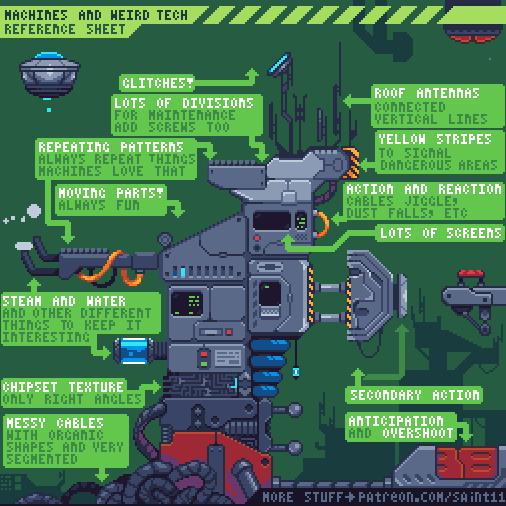 MACHINES AND WEIRD TECH
REFERENCE SHEET
GLITCHES!
LOTS OF DIVISIONS
FOR MAINTENANCE
ADD SCREWS TOO
ROOF ANTENNAS
CONNECTED
VERTICAL LINES
REPEATING PATTERNS
ALWAYS REPEAT THINGS
MACHINES LOVE THAT
YELLOW STRIPES
TO SIGNAL
DANGEROUS AREAS
MOVING PARTS!
ALWAYS FUN
ACTION AND REACTION
CABLES JIGGLE,
DUST FALLS, ETC
LOTS OF SCREENS
STEAM AND WATER
AND OTHER DIFFERENT
THINGS TO KEEP IT
INTERESTING
CHIPSET TEXTURE
ONLY RIGHT ANGLES
SECONDARY ACTION
MESSY CABLES
WITH ORGANIC
SHAPES AND VERY
SEGMENTED
ANTICIPATION
AND OVERSHOOT
MORE STUFF→PATREON.COM/SAINT11